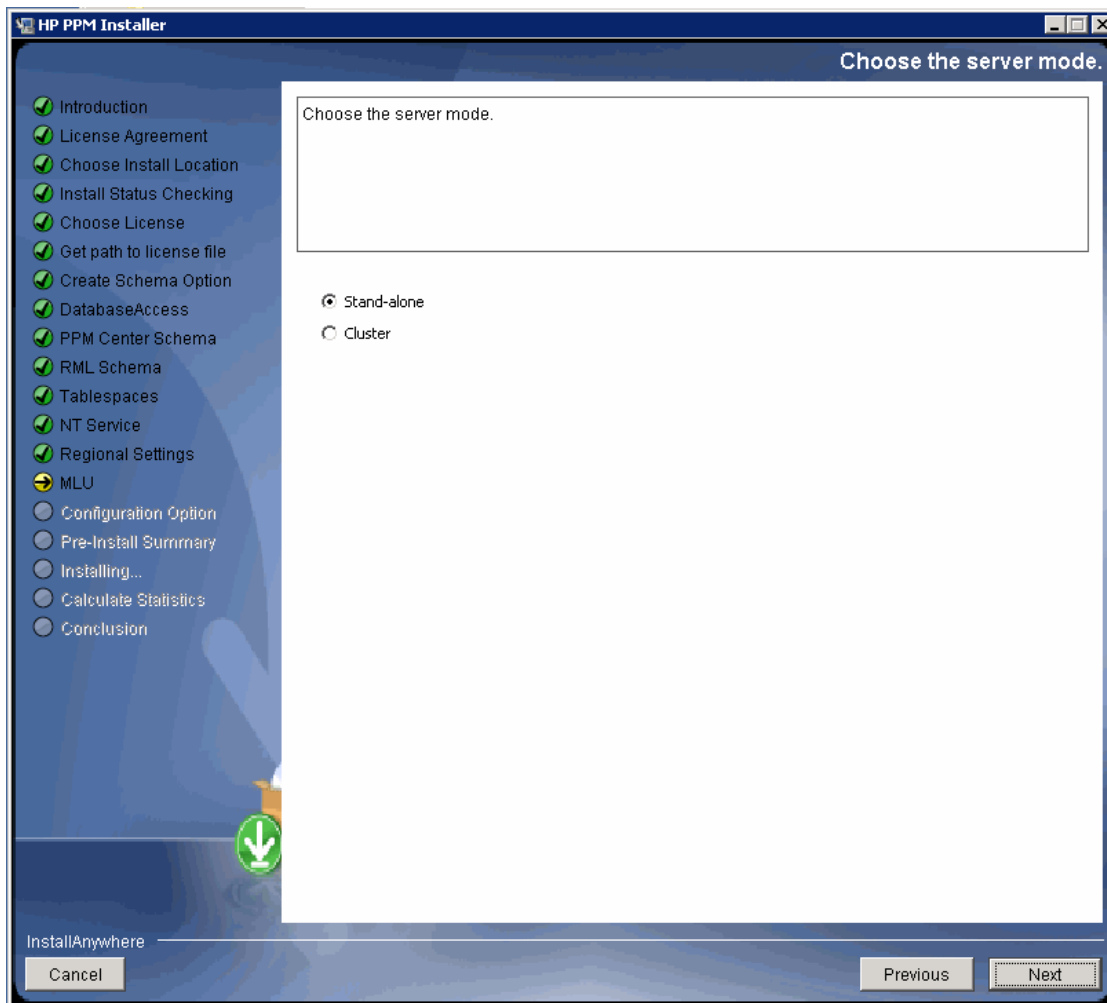 HP PPM Installer
Choose the server mode.
Introduction
License Agreement
Choose Install Location
Install Status Checking
Choose License
Get path to license file
Create Schema Option
DatabaseAccess
PPM Center Schema
RML Schema
Tablespaces
NT Service
Regional Settings
MLU
Configuration Option
Pre-Install Summary
Installing...
Calculate Statistics
Conclusion
Choose the server mode.
Stand-alone
Cluster
InstallAnywhere
Cancel
Previous
Next